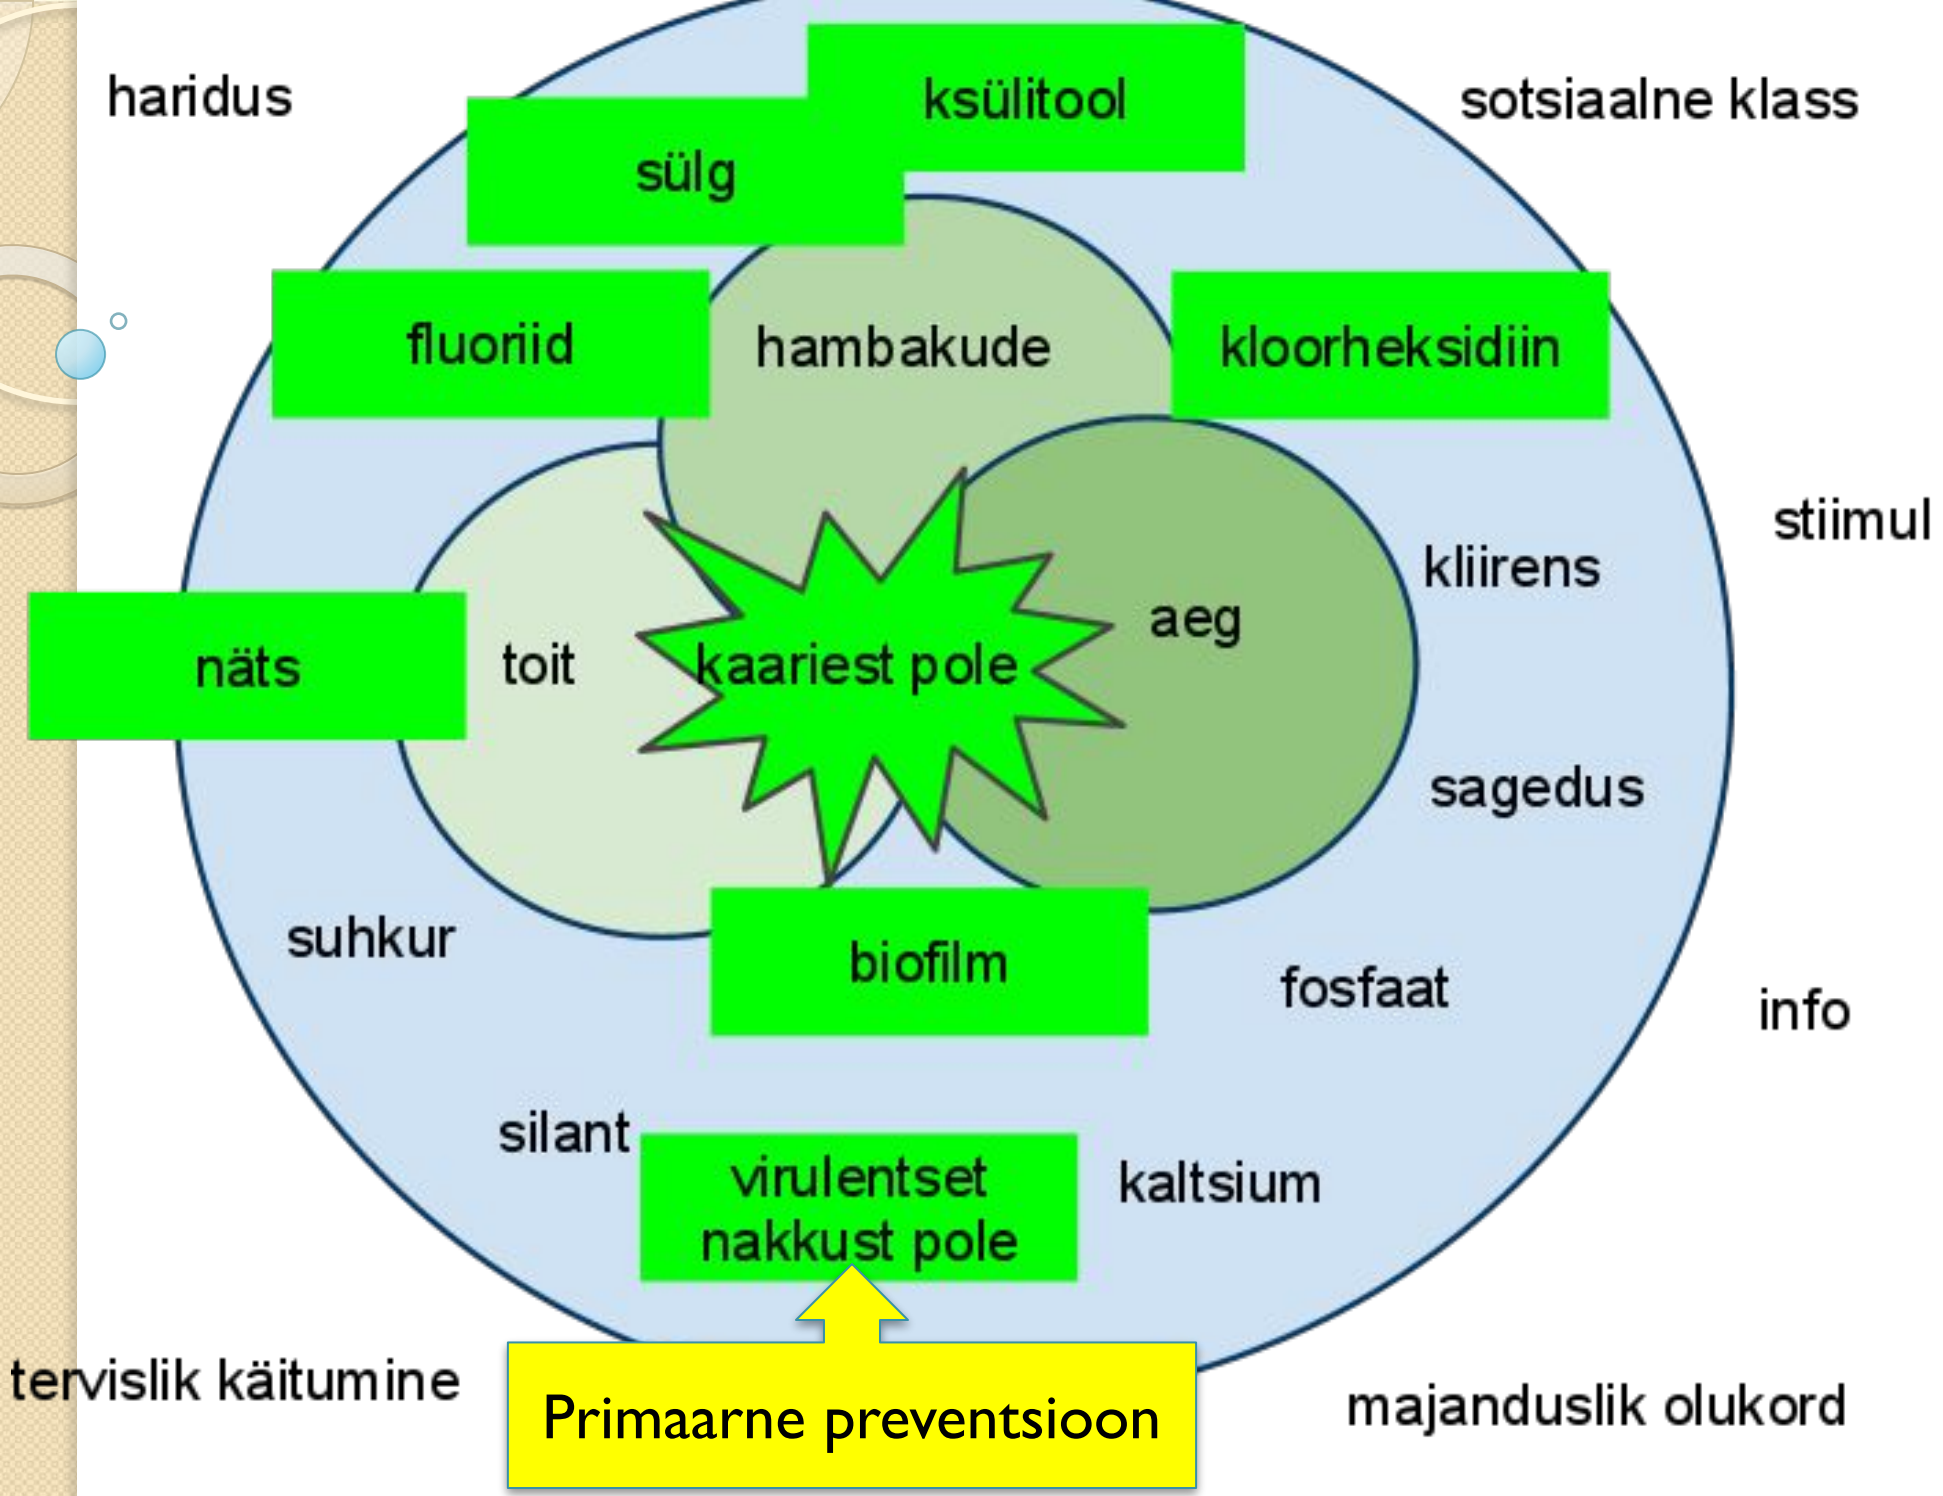 haridus
ksülitool
sotsiaalne klass
sülg
fluoriid
hambakude
kloorheksidiin
stiimul
kliirens
aeg
näts
toit
kaariest pole
sagedus
suhkur
biofilm
fosfaat
info
silant
virulentset
nakkust pole
kaltsium
tervislik käitumine
Primaarne preventsioon
majanduslik olukord